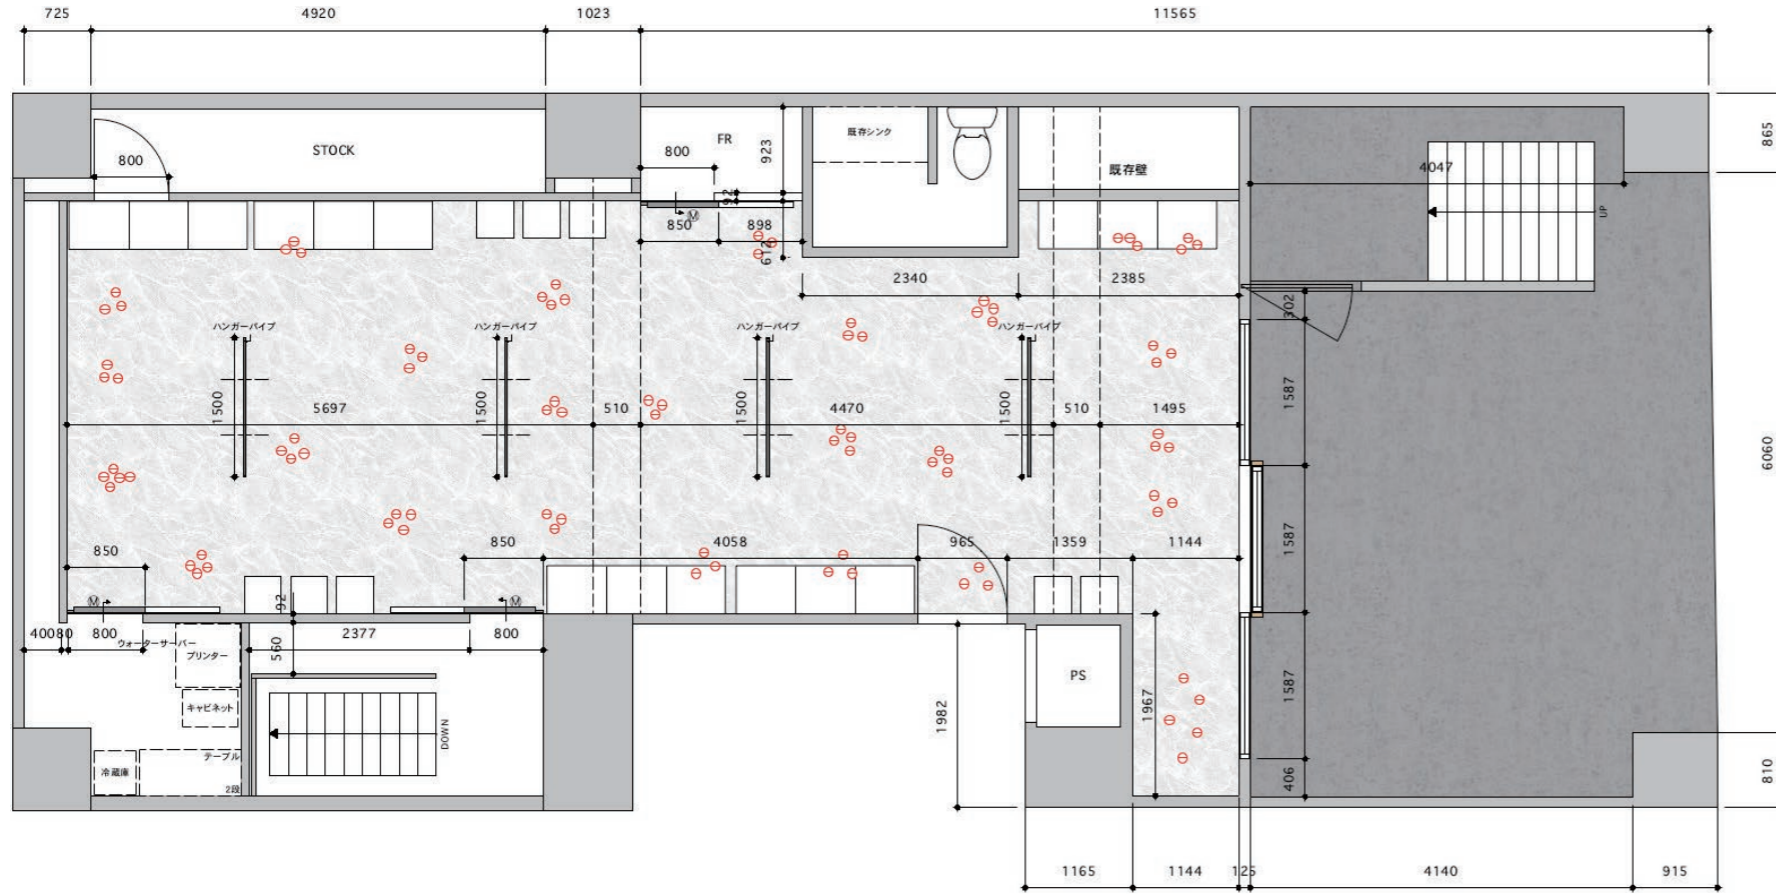 725
4920
1023
11565
STOCK
800
FR
800
923
既存シンク
既存壁
865
4047
UP
92
M
850
898
612
2340
2385
302
ハンガーパイプ
ハンガーパイプ
ハンガーパイプ
ハンガーパイプ
1500
5697
1500
510
1500
4470
1500
510
1495
1587
6060
850
850
4058
965
1359
1144
1587
M
92
M
40080
800
ウォーターサーバー
プリンター
560
2377
800
キャビネット
PS
1982
1967
1587
DOWN
テーブル
冷蔵庫
2段
406
810
1165
1144
125
4140
915